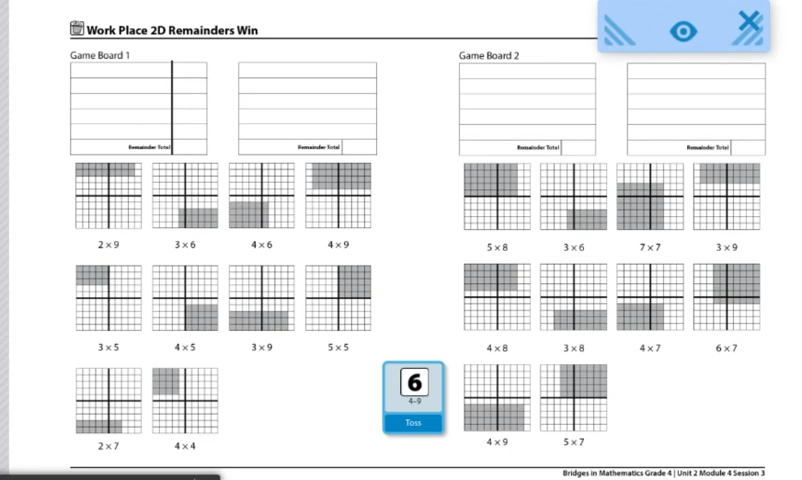 Work Place 2D Remainders Win
Game Board 1
Game Board 2
Remainder Total
Remainder Total
Remainder Total
Remainder Total
2 × 9
3 × 6
4 × 6
4 × 9
5 × 8
3 × 6
7 × 7
3 × 9
3 × 5
4 × 5
3 × 9
5 × 5
4 × 8
3 × 8
4 × 7
6 × 7
6
4-9
Toss
2 × 7
4 × 4
4 × 9
5 × 7
Bridges in Mathematics Grade 4 | Unit 2 Module 4 Session 3